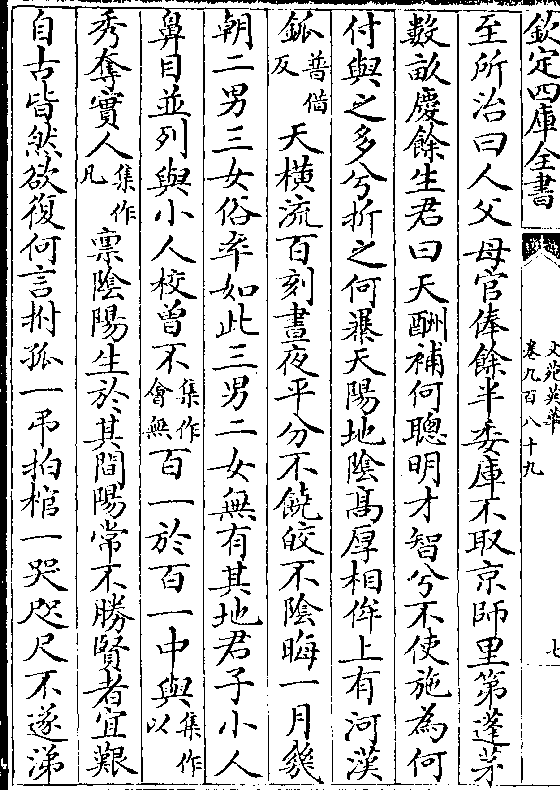 欽定四庫全書
文苑英華
卷九百八十九
七
至所治曰人父母官俸餘半委庫不取京師里第蓬茅
數畝慶餘生君曰天酬補何聰明才智兮不使施為何
付與之多兮折之何㬥天陽地陰髙厚相侔上有河漢
鈲普借反天橫流百刻晝夜平分不饒皎不陰晦一月幾
朝二男三女俗率如此三男二女無有其地君子小人
鼻目並列與小人校曾不集作會無百一於百一中與集作以
秀奪實人集作凡禀陰陽生於其間陽常不勝賢者宜艱
自古皆然欲復何言拊孤一弔拍棺一哭咫尺不遂涕